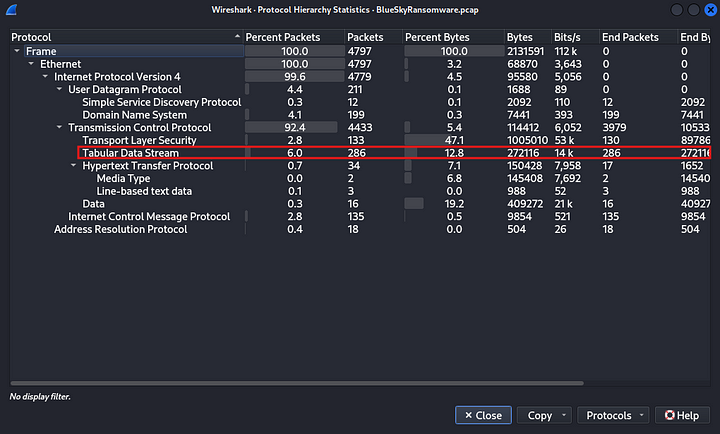 Wireshark · Protocol Hierarchy Statistics · BlueSkyRansomware.pcap
Protocol Percent Packets Packets Percent Bytes Bytes Bits/s End Packets End By
Frame 100.0 4797 100.0 2131591 112 k 0 0
Ethernet 100.0 4797 3.2 68870 3,643 0 0
Internet Protocol Version 4 99.6 4779 4.5 95580 5,056 0 0
User Datagram Protocol 4.4 211 0.1 1688 89 0 0
Simple Service Discovery Protocol 0.3 12 0.1 2092 110 12 2092
Domain Name System 4.1 199 0.3 7441 393 199 7441
Transmission Control Protocol 92.4 4433 5.4 114412 6,052 3979 10533
Transport Layer Security 2.8 133 47.1 1005010 53 k 130 89786
Tabular Data Stream 6.0 286 12.8 272116 14 k 286 272116
Hypertext Transfer Protocol 0.7 34 7.1 150428 7,958 17 1652
Media Type 0.0 2 6.8 145408 7,692 2 14540
Line-based text data 0.1 3 0.0 988 52 3 988
Data 0.3 16 19.2 409272 21 k 16 40927
Internet Control Message Protocol 2.8 135 0.5 9854 521 135 9854
Address Resolution Protocol 0.4 18 0.0 504 26 18 504
No display filter.
Close Copy Protocols Help